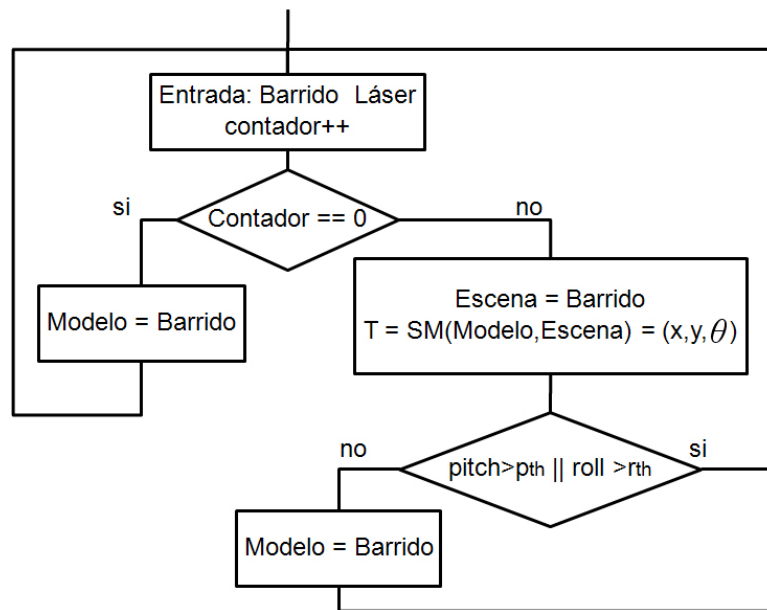 Entrada: Barrido Láser
contador++
si
Contador == 0
no
Modelo = Barrido
Escena = Barrido
T = SM(Modelo,Escena) = (x,y,θ)
no
pitch>pth || roll >rth
si
Modelo = Barrido